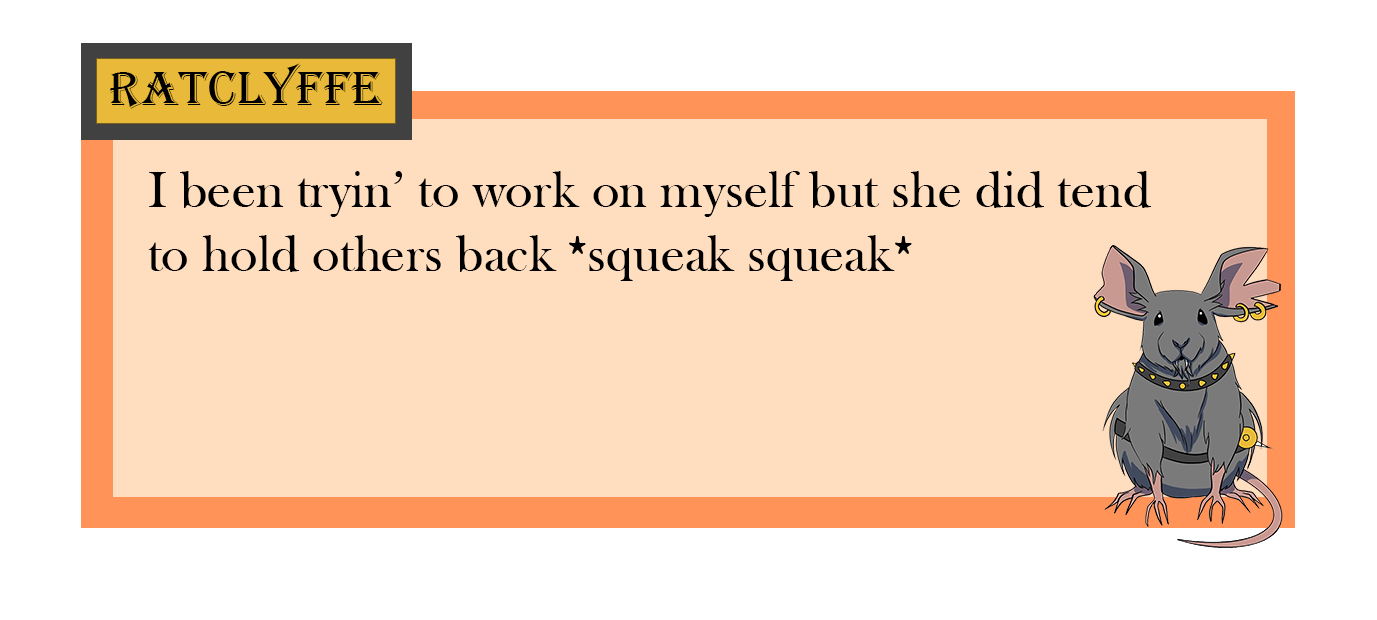 RATCLYFFE
I been tryin’ to work on myself but she did tend
to hold others back *squeak squeak*